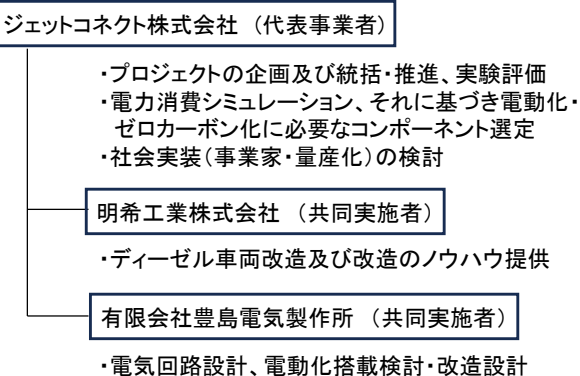 ジェットコネクト株式会社 (代表事業者)
・プロジェクトの企画及び統括・推進、実験評価
・電力消費シミュレーション、それに基づき電動化・
ゼロカーボン化に必要なコンポーネント選定
・社会実装(事業家・量産化)の検討
明希工業株式会社 (共同実施者)
・ディーゼル車両改造及び改造のノウハウ提供
有限会社豊島電気製作所 (共同実施者)
・電気回路設計、電動化搭載検討・改造設計